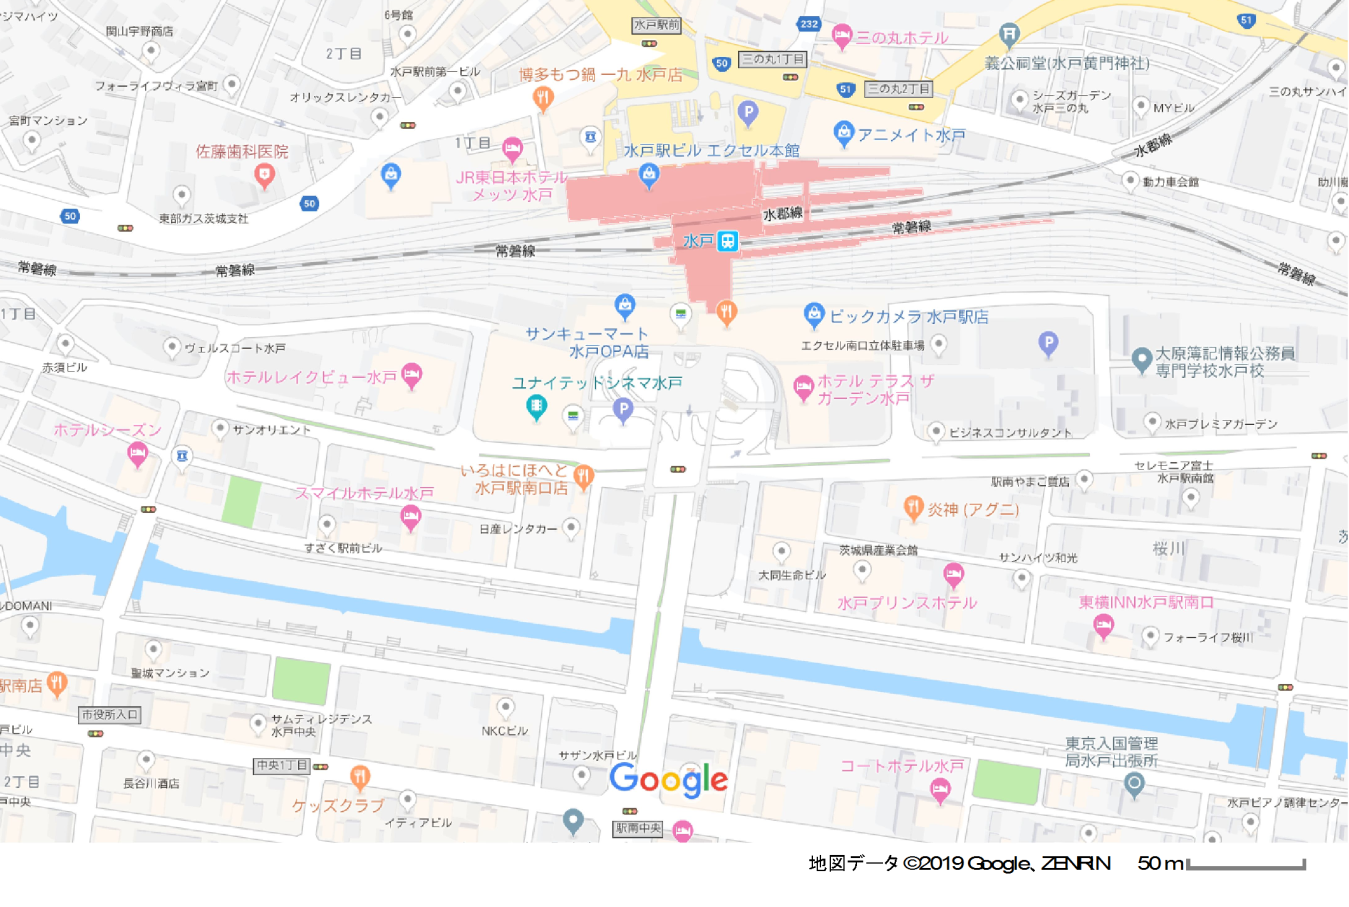 ジマハイツ
関山宇野商店
6号館
水戸駅前
232
三の丸ホテル
51
2丁目
50
三の丸1丁目
義公祠堂(水戸黄門神社)
水戸駅前第一ビル
博多もつ鍋 一九 水戸店
フォーライフヴィラ宮町
オリックスレンタカー
51
三の丸2丁目
シーズガーデン
水戸三の丸
MYビル
三の丸サンハイ
宮町マンション
1丁目
P
アニメイト水戸
佐藤歯科医院
水戸駅ビル エクセル本館
水郡線
JR東日本ホテル
メッツ 水戸
動力車会館
助川
50
50
東部ガス茨城支社
水郡線
常磐線
水戸
常磐線
常磐線
常磐線
常磐線
1丁目
サンキューマート
水戸OPA店
ビックカメラ 水戸駅店
エクセル南口立体駐車場
P
ヴェルスコート水戸
大原簿記情報公務員
専門学校水戸校
赤須ビル
ホテルレイクビュー水戸
ユナイテッドシネマ水戸
ホテル テラス ザ
ガーデン水戸
P
ホテルシーズン
サンオリエント
ビジネスコンサルタント
水戸プレミアガーデン
いろはにほへと
水戸駅南口店
セレモニア富士
水戸駅南館
駅南やまご賓店
スマイルホテル水戸
炎神 (アグニ)
日産レンタカー
すざく駅前ビル
茨城県産業会館
桜川
茨
サンハイツ和光
大同生命ビル
水戸プリンスホテル
東横INN水戸駅南口
ルDOMANI
フォーライフ桜川
聖城マンション
駅南店
市役所入口
サムティレジデンス
水戸中央
NKCビル
戸ビル
中央
東京入国管理
局水戸出張所
サザン水戸ビル
中央1丁目
コートホテル水戸
Google
2丁目
長谷川酒店
戸中央
ケッズクラブ
イディアビル
水戸ピアノ調律センター
駅南中央
地図データ ©2019 Google、ZENRIN 50 m